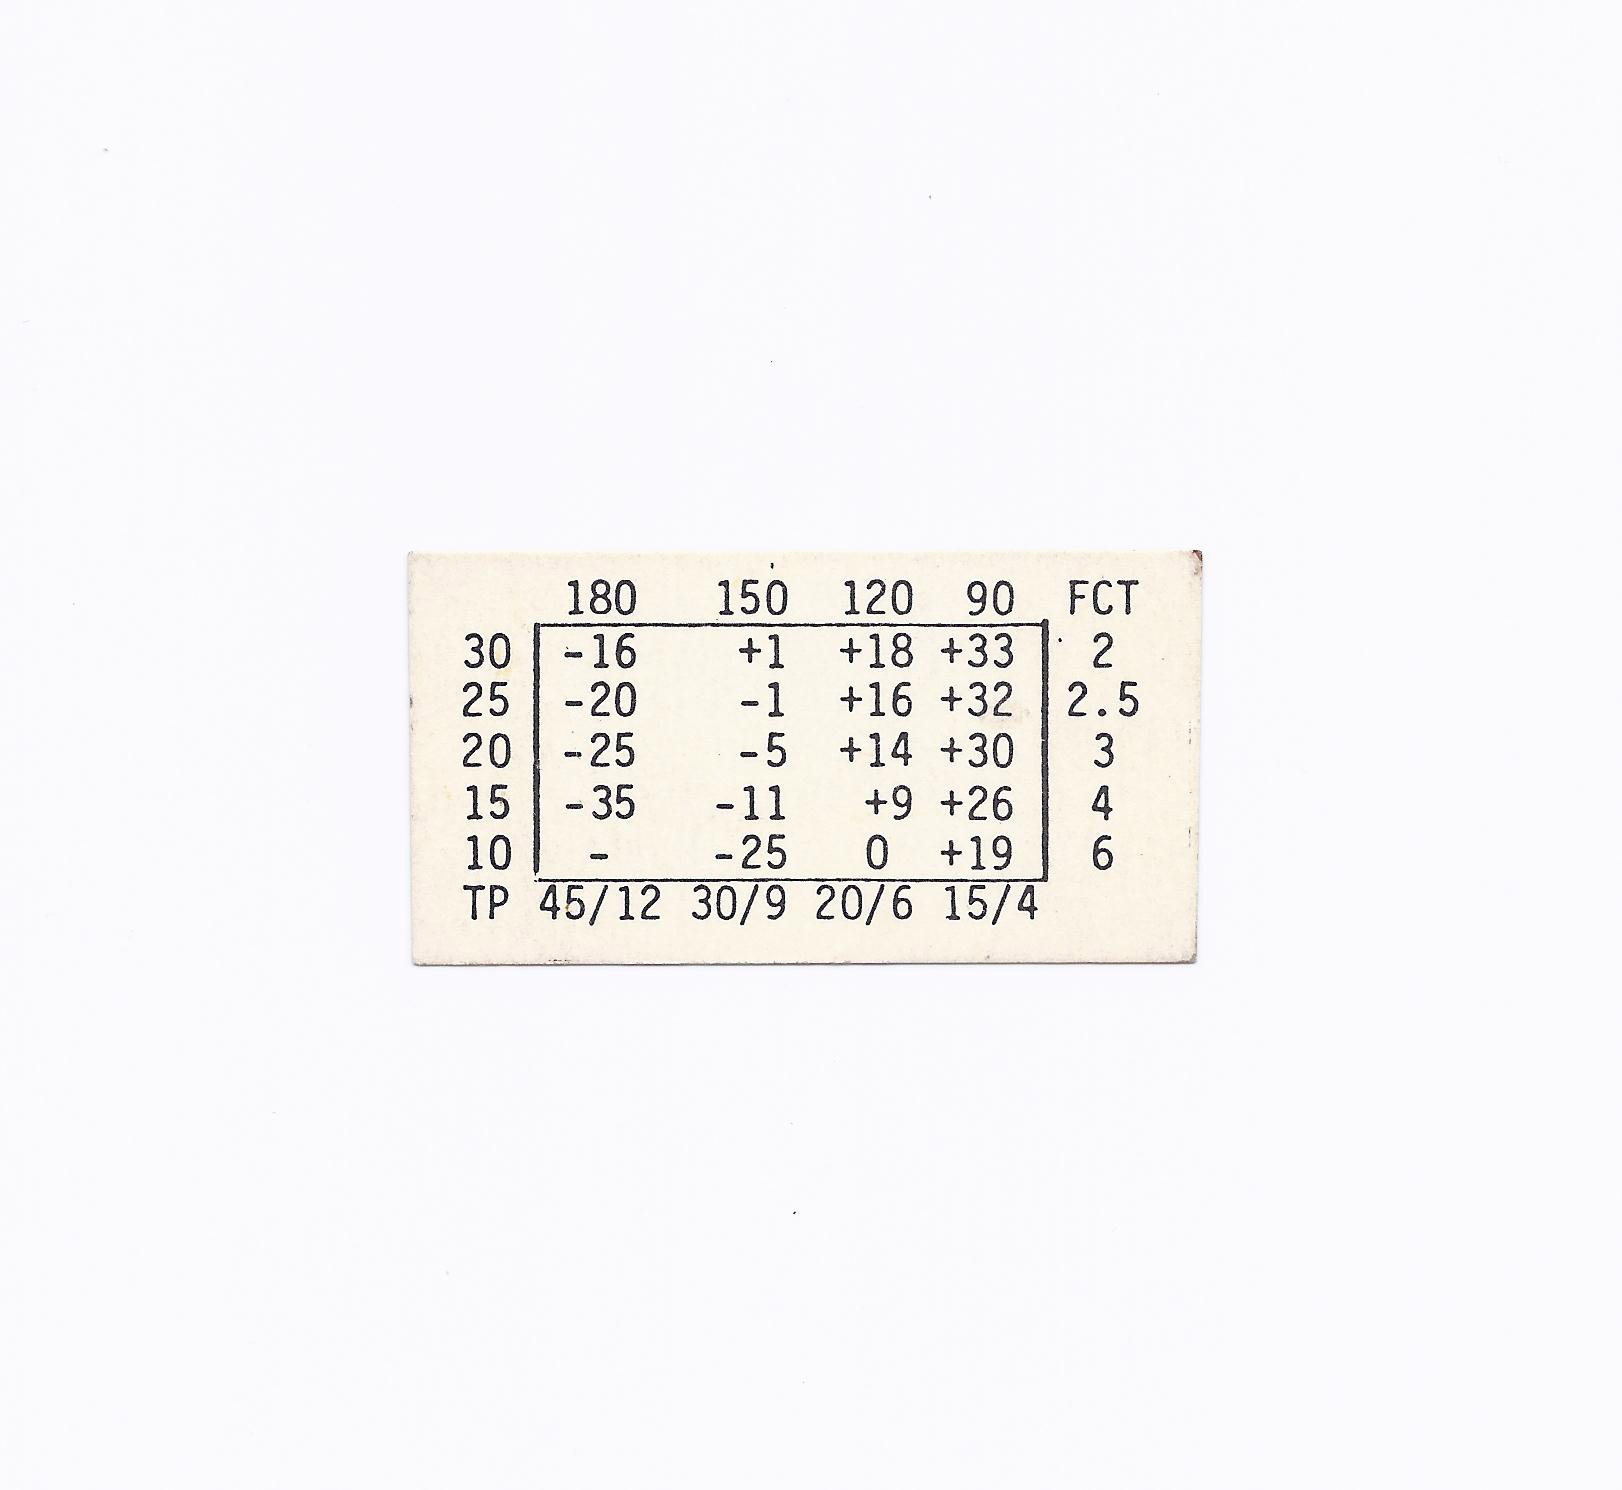 180 150 120 90 FCT
30 -16 +1 +18 +33 2
25 -20 -1 +16 +32 2.5
20 -25 -5 +14 +30 3
15 -35 -11 +9 +26 4
10 - -25 0 +19 6
TP 45/12 30/9 20/6 15/4